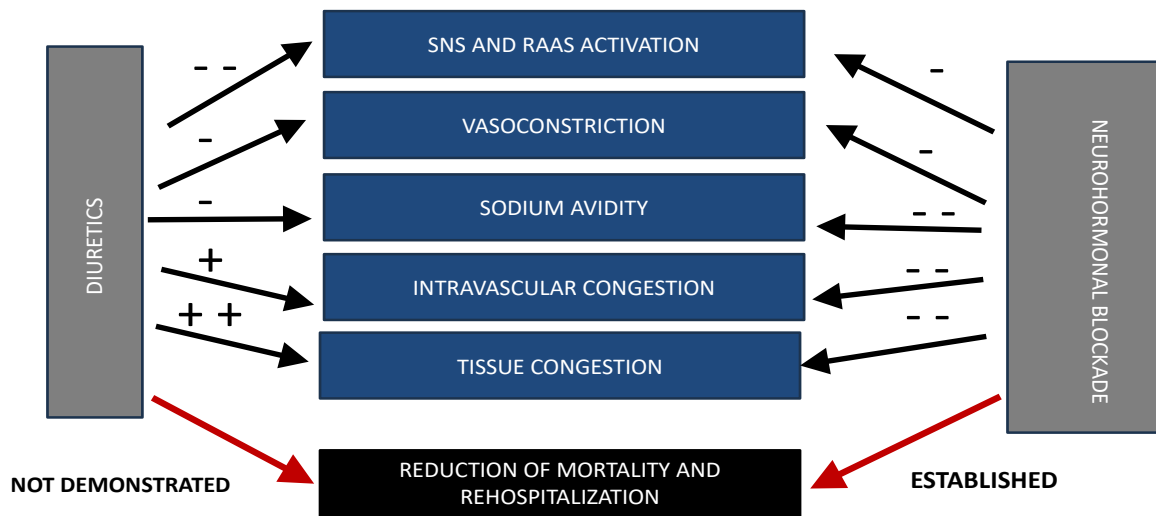 SNS AND RAAS ACTIVATION
- -
-
VASOCONSTRICTION
-
-
SODIUM AVIDITY
-
- -
INTRAVASCULAR CONGESTION
+
- -
TISSUE CONGESTION
+ +
- -
DIURETICS
NEUROHORMONAL BLOCKADE
REDUCTION OF MORTALITY AND
REHOSPITALIZATION
NOT DEMONSTRATED
ESTABLISHED